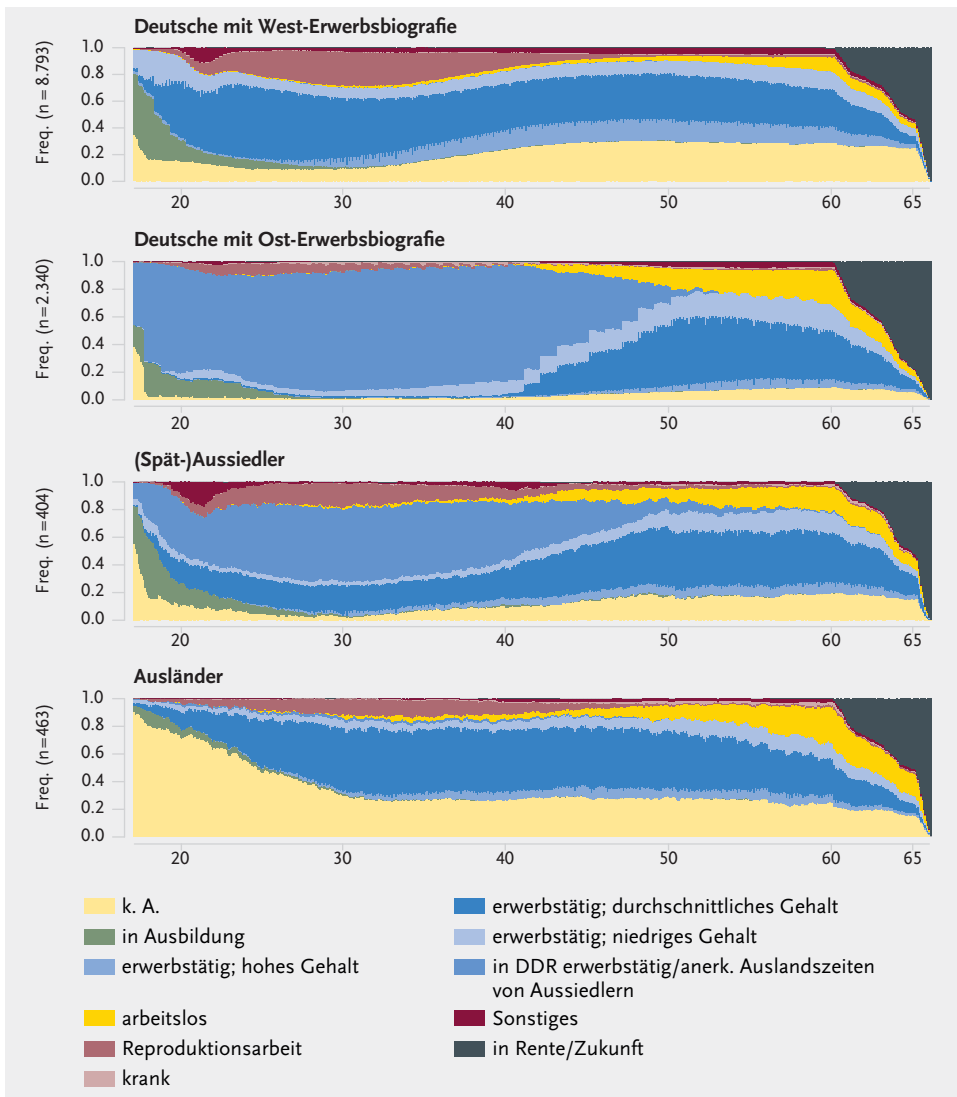 Deutsche mit West-Erwerbsbiografie
Freq. (n = 8.793)
1.0
0.8
0.6
0.4
0.2
0.0
20 30 40 50 60 65
Deutsche mit Ost-Erwerbsbiografie
Freq. (n=2.340)
1.0
0.8
0.6
0.4
0.2
0.0
20 30 40 50 60 65
(Spät-)Aussiedler
Freq. (n=404)
1.0
0.8
0.6
0.4
0.2
0.0
20 30 40 50 60 65
Ausländer
Freq. (n=463)
1.0
0.8
0.6
0.4
0.2
0.0
20 30 40 50 60 65
k. A.
in Ausbildung
erwerbstätig; hohes Gehalt
arbeitslos
Reproduktionsarbeit
krank
erwerbstätig; durchschnittliches Gehalt
erwerbstätig; niedriges Gehalt
in DDR erwerbstätig/anerk. Auslandszeiten
von Aussiedlern
Sonstiges
in Rente/Zukunft